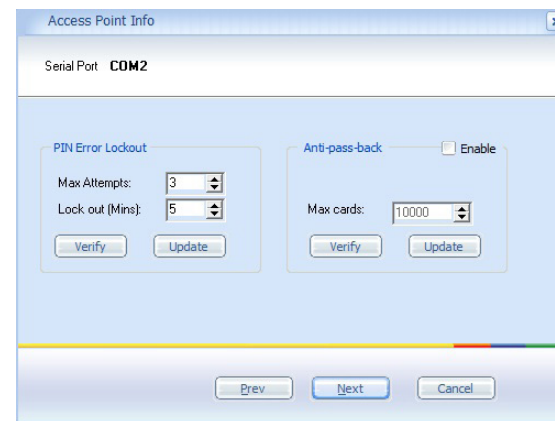 Access Point Info
Serial Port COM2
PIN Error Lockout
Max Attempts: 3
Lock out (Mins): 5
Verify Update
Anti-pass-back Enable
Max cards: 10000
Verify Update
Prev Next Cancel